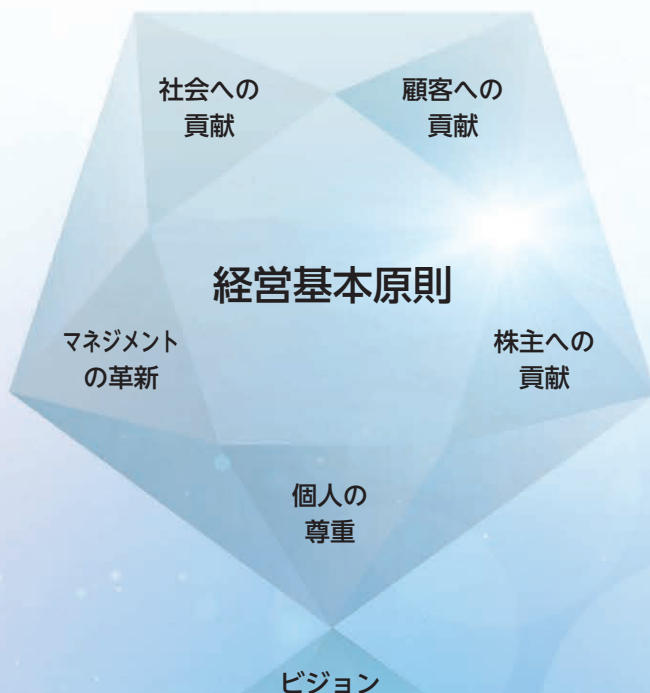 社会への
貢献
顧客への
貢献
経営基本原則
マネジメント
の革新
株主への
貢献
個人の
尊重
ビジョン